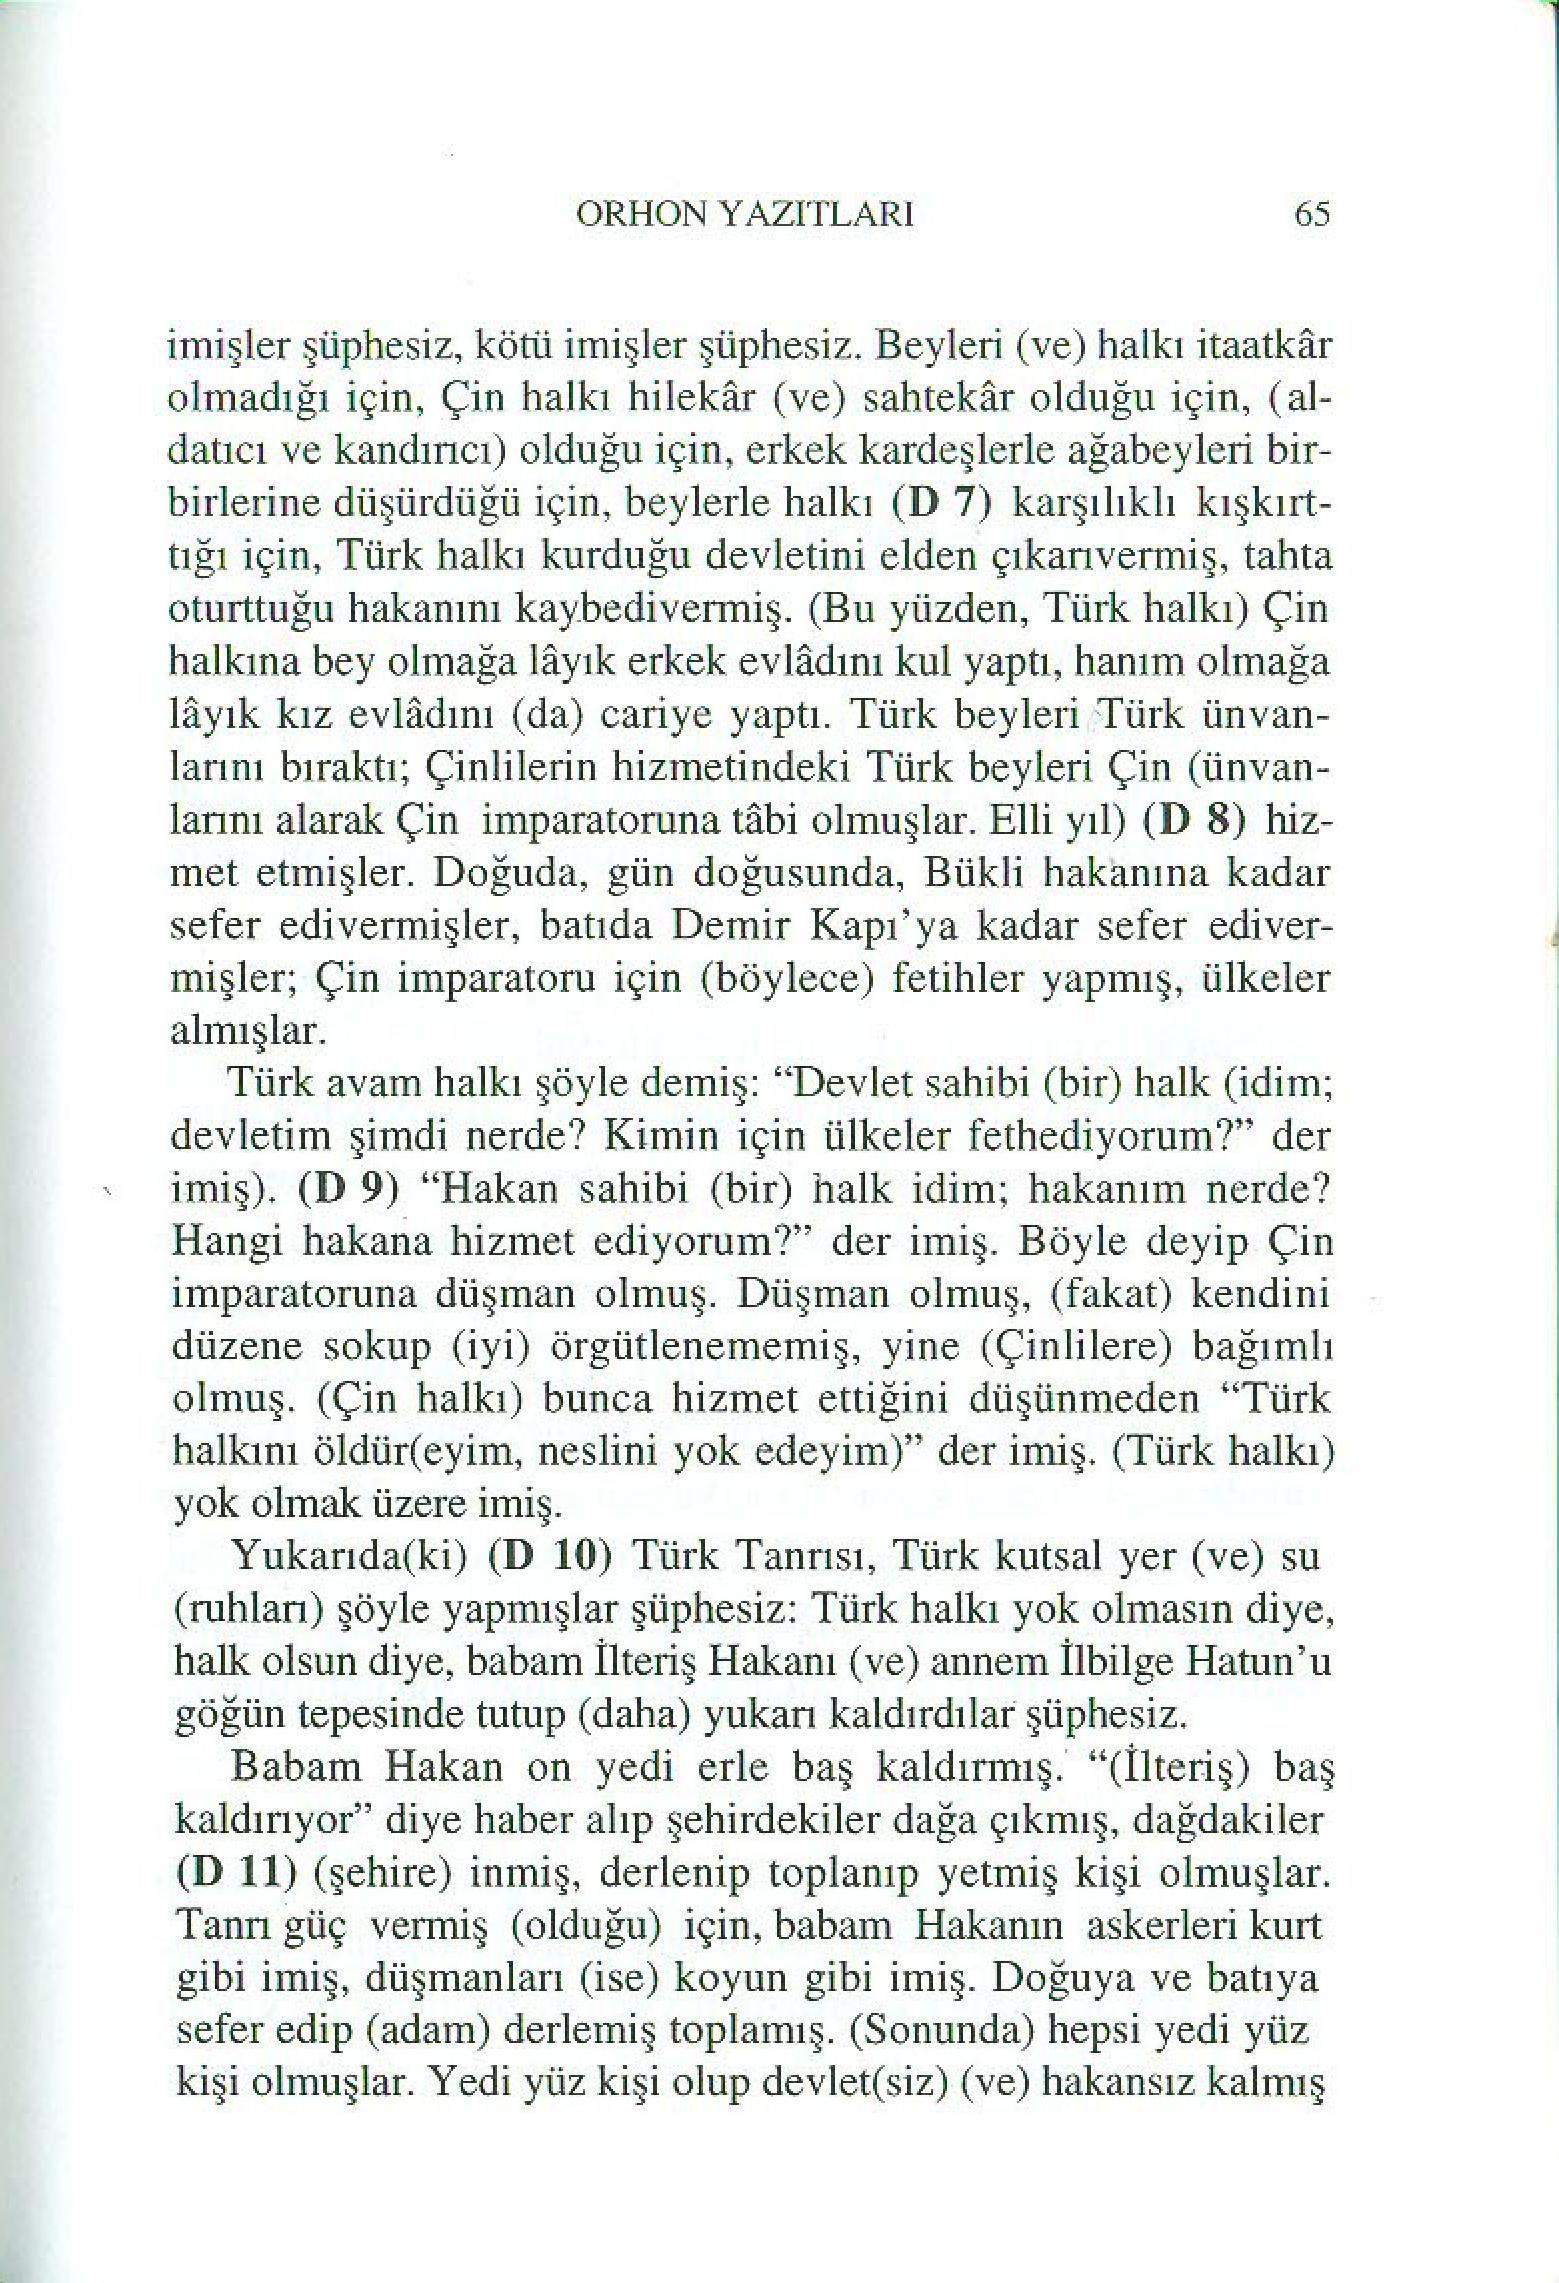 ORHON YAZITLARI 65
imişler şüphesiz, kötü imişler şüphesiz. Beyleri (ve) halkı itaatkâr
olmadığı için, Çin halkı hilekâr (ve) sahtekâr olduğu için, (al-
datıcı ve kandırıcı) olduğu için, erkek kardeşlerle ağabeyleri bir-
birlerine düşürdüğü için, beylerle halkı (D 7) karşılıklı kışkırt-
tığı için, Türk halkı kurduğu devletini elden çıkarıvermiş, tahta
oturttuğu hakanını kaybedivermiş. (Bu yüzden, Türk halkı) Çin
halkına bey olmağa lâyık erkek evlâdını kul yaptı, hanım olmağa
lâyık kız evlâdını (da) cariye yaptı. Türk beyleri Türk ünvan-
larını bıraktı; Çinlilerin hizmetindeki Türk beyleri Çin (ünvan-
larını alarak Çin imparatoruna tâbi olmuşlar. Elli yıl) (D 8) hiz-
met etmişler. Doğuda, gün doğusunda, Bükli hakanına kadar
sefer edivermişler, batıda Demir Kapı’ya kadar sefer ediver-
mişler; Çin imparatoru için (böylece) fetihler yapmış, ülkeler
almışlar.
Türk avam halkı şöyle demiş: “Devlet sahibi (bir) halk (idim;
devletim şimdi nerde? Kimin için ülkeler fethediyorum?” der
imiş). (D 9) “Hakan sahibi (bir) halk idim; hakanım nerde?
Hangi hakana hizmet ediyorum?” der imiş. Böyle deyip Çin
imparatoruna düşman olmuş. Düşman olmuş, (fakat) kendini
düzene sokup (iyi) örgütlenememiş, yine (Çinlilere) bağımlı
olmuş. (Çin halkı) bunca hizmet ettiğini düşünmeden “Türk
halkını öldür(eyim, neslini yok edeyim)” der imiş. (Türk halkı)
yok olmak üzere imiş.
Yukarıda(ki) (D 10) Türk Tanrısı, Türk kutsal yer (ve) su
(ruhları) şöyle yapmışlar şüphesiz: Türk halkı yok olmasın diye,
halk olsun diye, babam İlteriş Hakanı (ve) annem İlbilge Hatun’u
göğün tepesinde tutup (daha) yukarı kaldırdılar şüphesiz.
Babam Hakan on yedi erle baş kaldırmış. “(İlteriş) baş
kaldırıyor” diye haber alıp şehirdekiler dağa çıkmış, dağdakiler
(D 11) (şehire) inmiş, derlenip toplanıp yetmiş kişi olmuşlar.
Tanrı güç vermiş (olduğu) için, babam Hakanın askerleri kurt
gibi imiş, düşmanları (ise) koyun gibi imiş. Doğuya ve batıya
sefer edip (adam) derlemiş toplamış. (Sonunda) hepsi yedi yüz
kişi olmuşlar. Yedi yüz kişi olup devlet(siz) (ve) hakansız kalmış